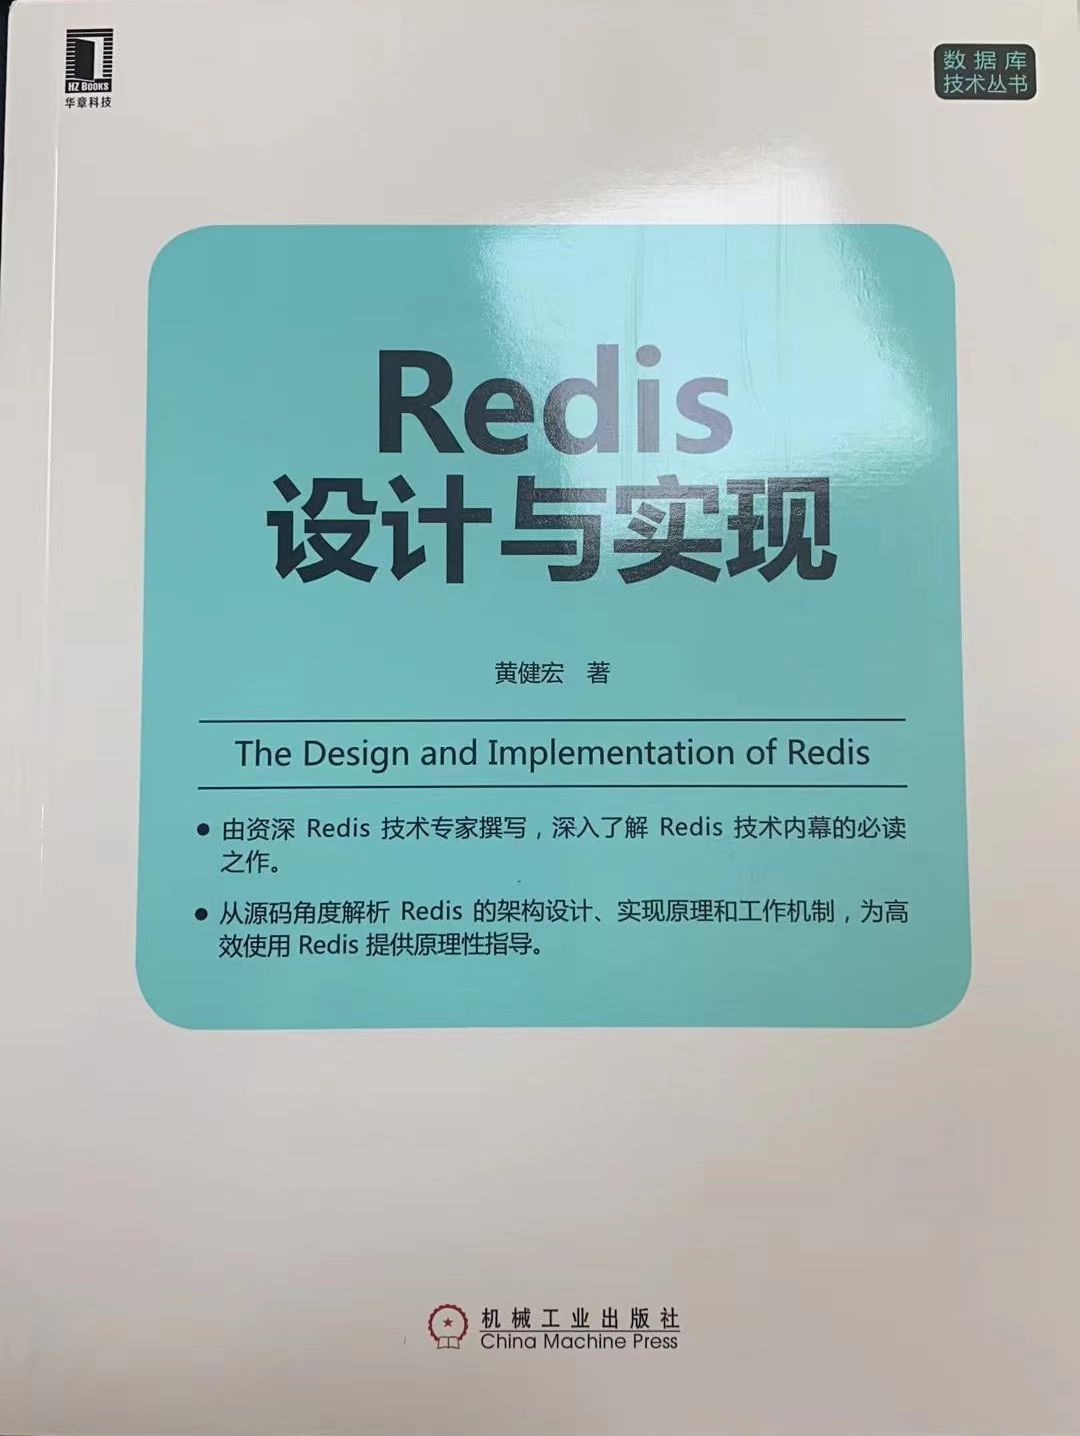 HZ BOOKS
华章科技
数据库
技术丛书
Redis
设计与实现
黄健宏 著
The Design and Implementation of Redis
● 由资深 Redis 技术专家撰写，深入了解 Redis 技术内幕的必读
之作。
● 从源码角度解析 Redis 的架构设计、实现原理和工作机制，为高
效使用 Redis 提供原理性指导。
机械工业出版社
China Machine Press